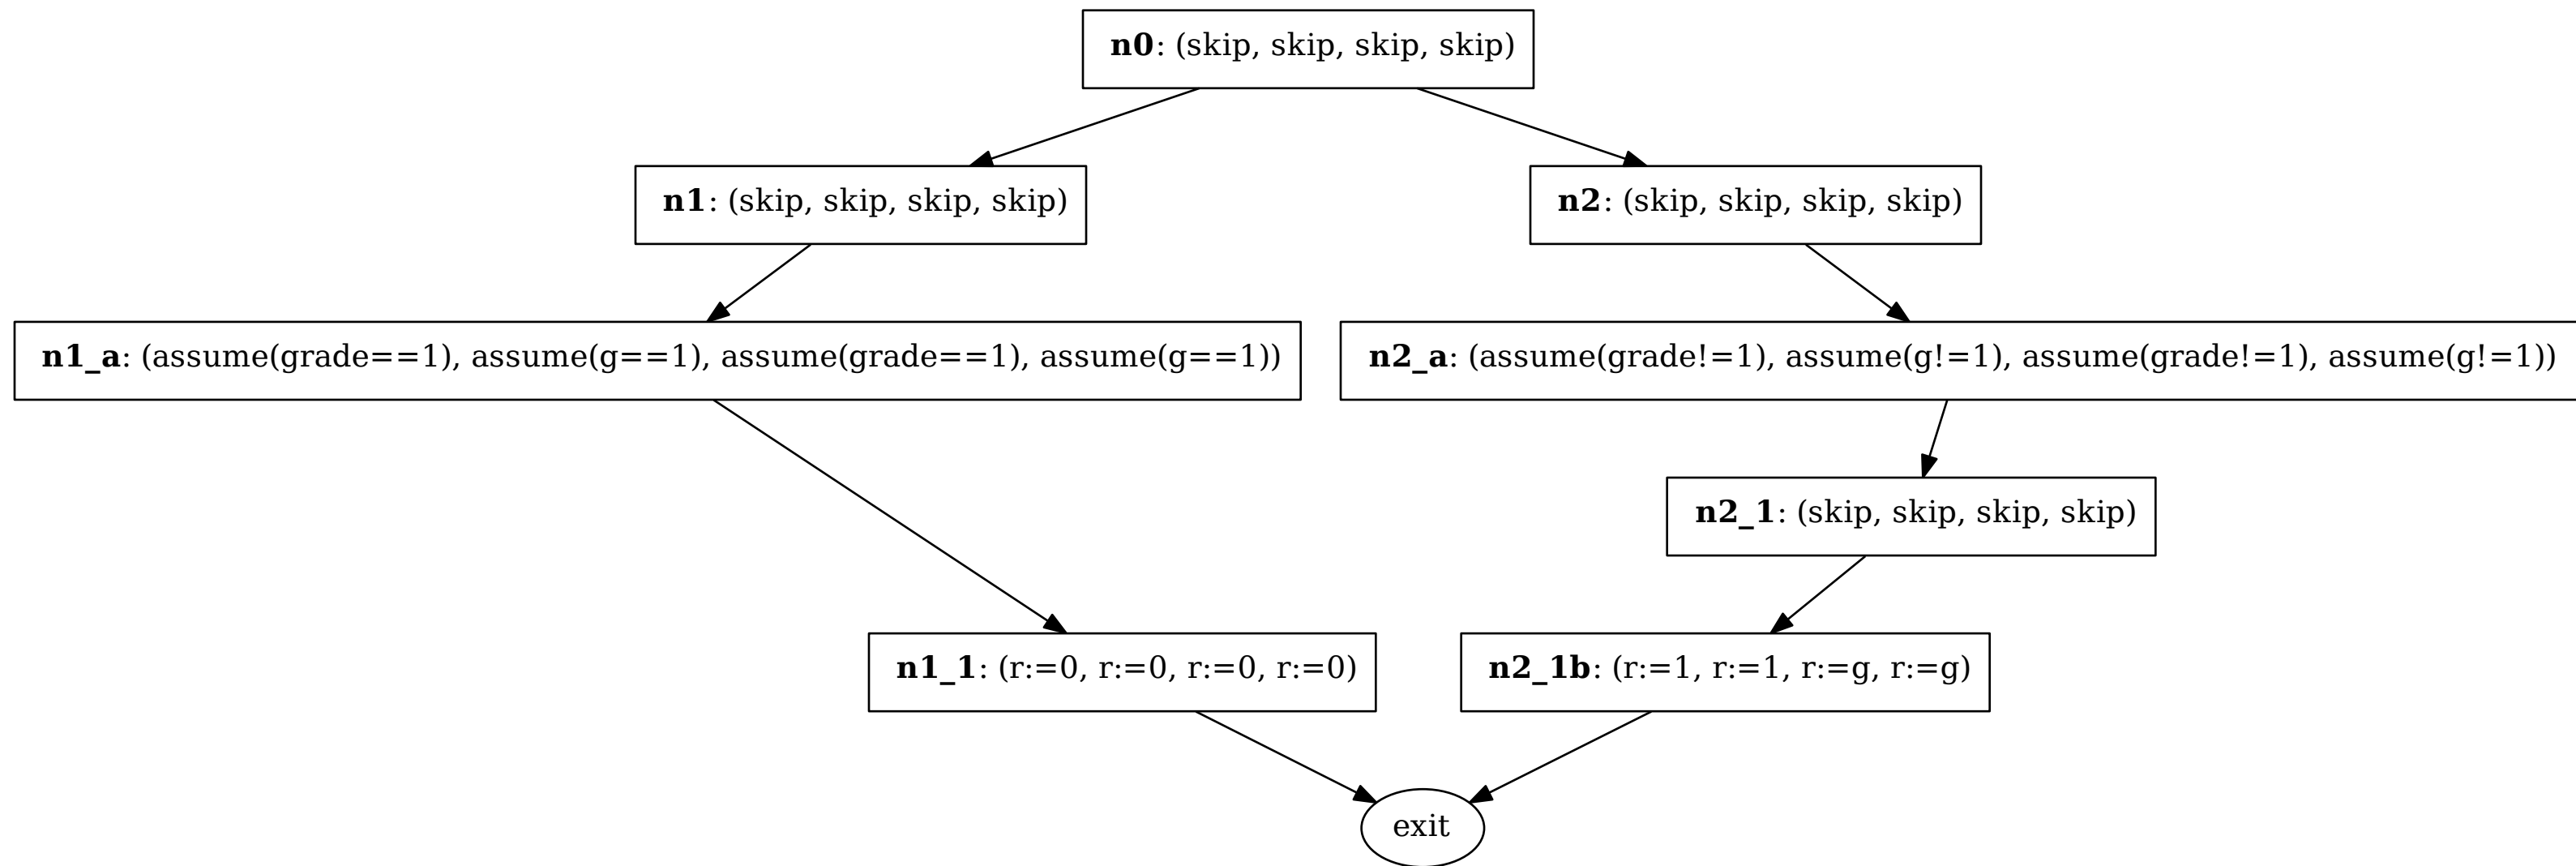 n0: (skip, skip, skip, skip)
n1: (skip, skip, skip, skip)
n2: (skip, skip, skip, skip)
n1_a: (assume(grade==1), assume(g==1), assume(grade==1), assume(g==1))
n2_a: (assume(grade!=1), assume(g!=1), assume(grade!=1), assume(g!=1))
n2_1: (skip, skip, skip, skip)
n1_1: (r:=0, r:=0, r:=0, r:=0)
n2_1b: (r:=1, r:=1, r:=g, r:=g)
exit